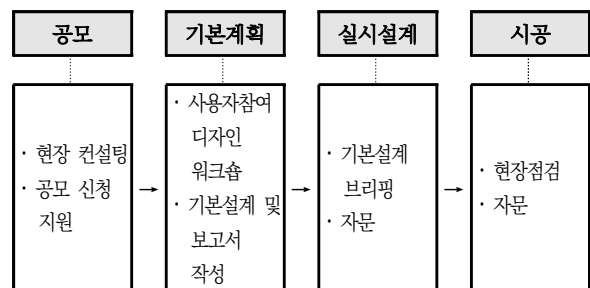 공모
기본계획
실시설계
시공
· 현장 컨설팅
· 공모 신청
지원
→
· 사용자참여
디자인
워크숍
· 기본설계 및
보고서
작성
→
· 기본설계
브리핑
· 자문
→
· 현장점검
· 자문